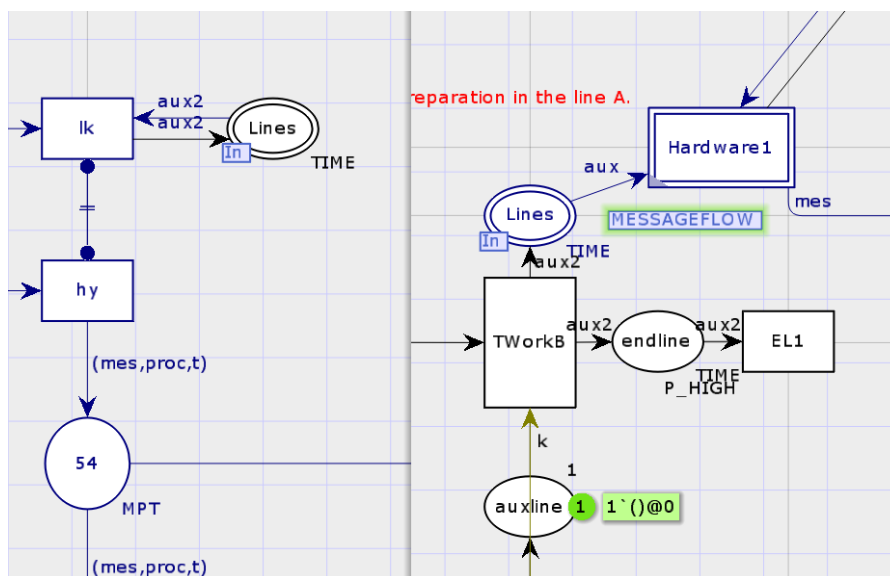 aux2
lk
aux2
Lines
In
TIME
hy
(mes,proc,t)
54
MPT
(mes,proc,t)
reparation in the line A.
Hardware1
aux
mes
Lines
MESSAGEFLOW
In
TIME
aux2
TWorkB
aux2
endline
aux2
EL1
TIME
P_HIGH
k
1
auxline
1
1`()@0